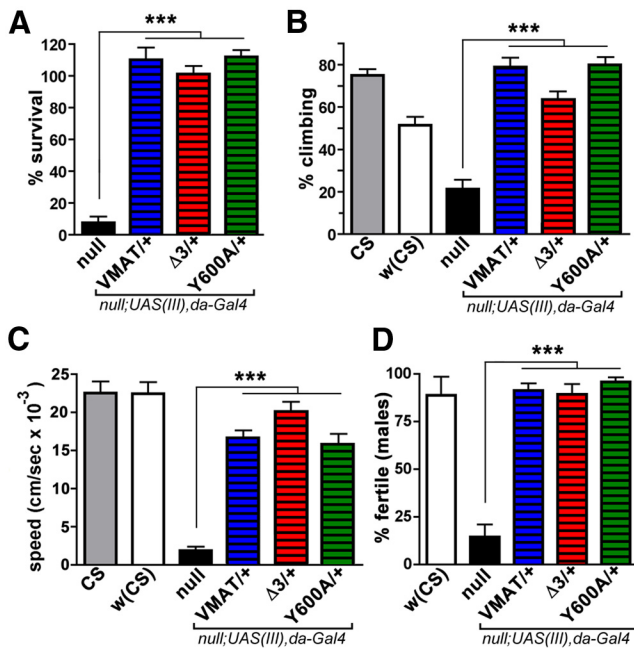 A
***
% survival
120
100
80
60
40
20
0
null
VMAT/+
Δ3/+
Y600A/+
null;UAS(III),da-Gal4
B
***
% climbing
80
60
40
20
0
CS
w(CS)
null
VMAT/+
Δ3/+
Y600A/+
null;UAS(III),da-Gal4
C
***
speed (cm/sec x 10-3)
25
20
15
10
5
0
CS
w(CS)
null
VMAT/+
Δ3/+
Y600A/+
null;UAS(III),da-Gal4
D
***
% fertile (males)
100
75
50
25
0
w(CS)
null
VMAT/+
Δ3/+
Y600A/+
null;UAS(III),da-Gal4